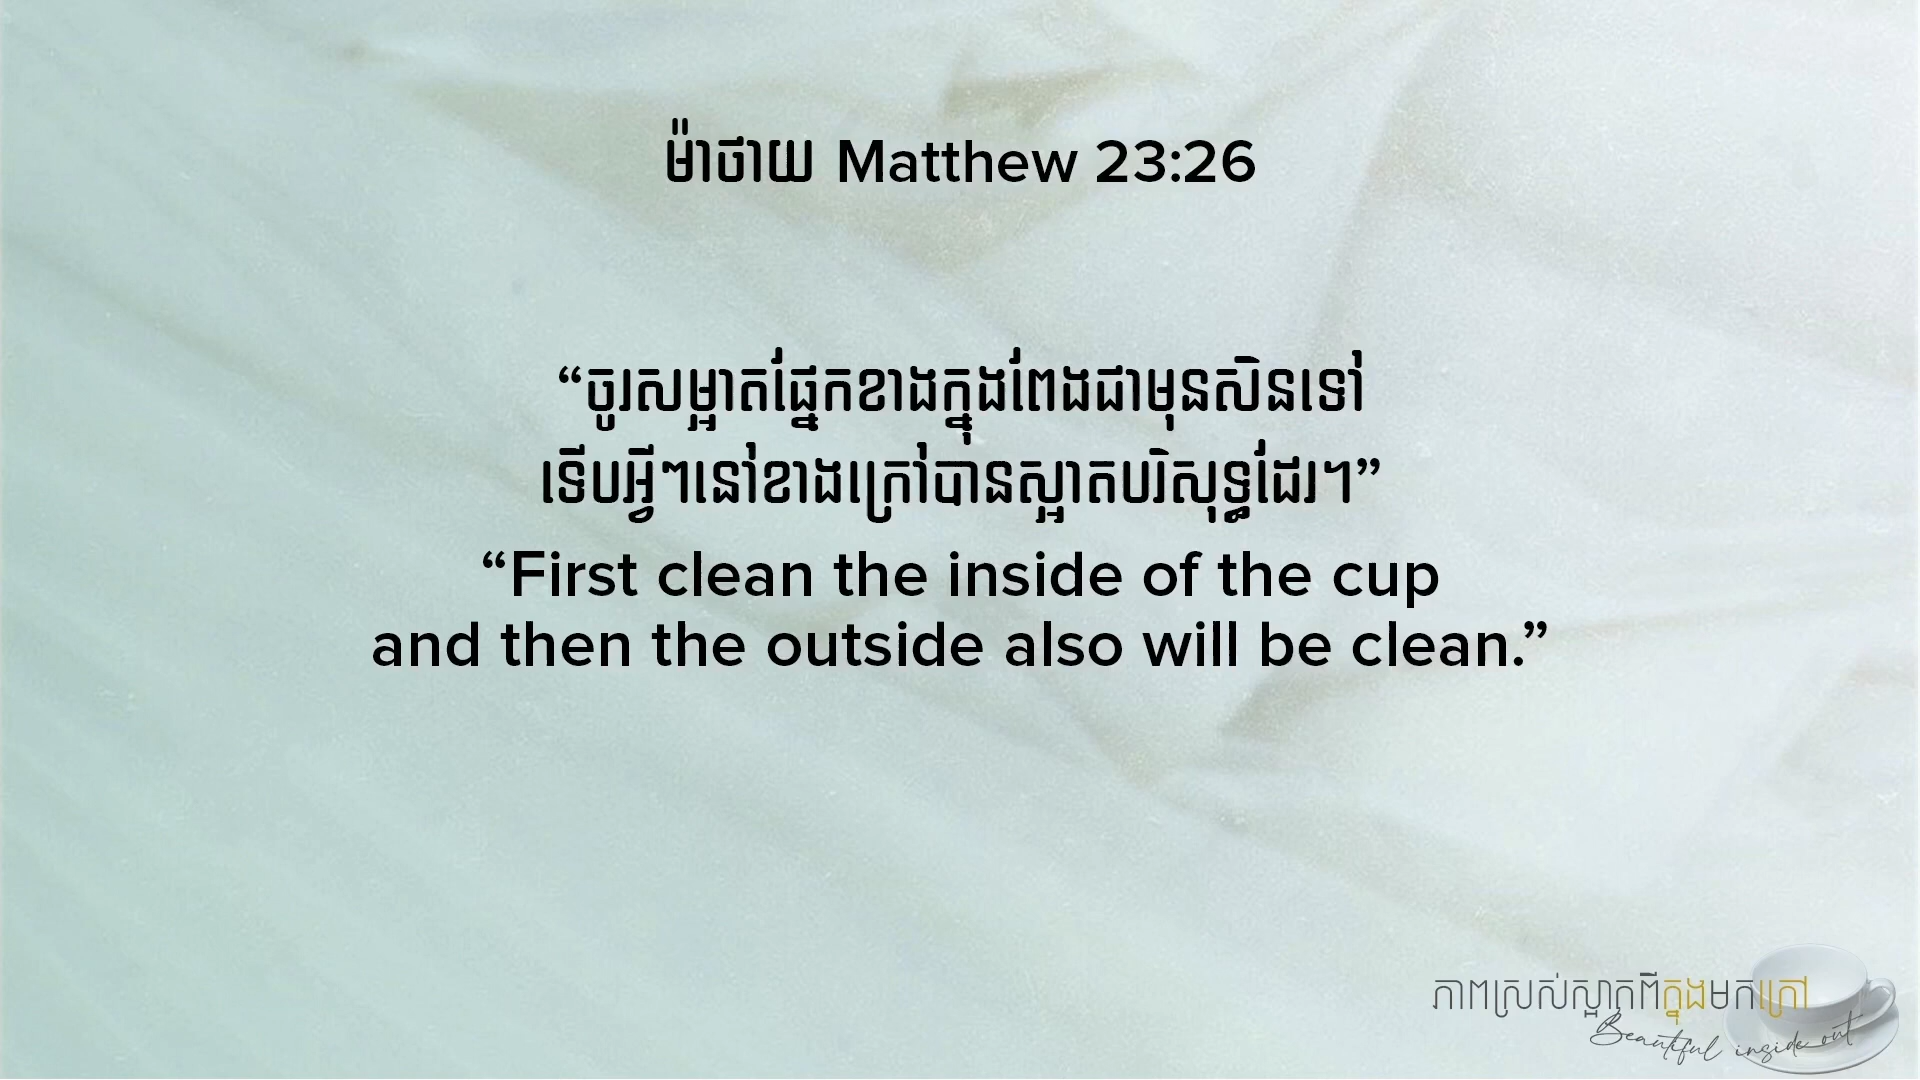 ម៉ាថាយ Matthew 23:26
“ចូរសម្អាតផ្នែកខាងក្នុងពែងជាមុនសិនទៅ
ទើបអ្វីៗនៅខាងក្រៅបានស្អាតបរិសុទ្ធដែរ។”
“First clean the inside of the cup
and then the outside also will be clean.”
ភាពស្រស់ស្អាតពីក្នុងមកក្រៅ
Beautiful inside out